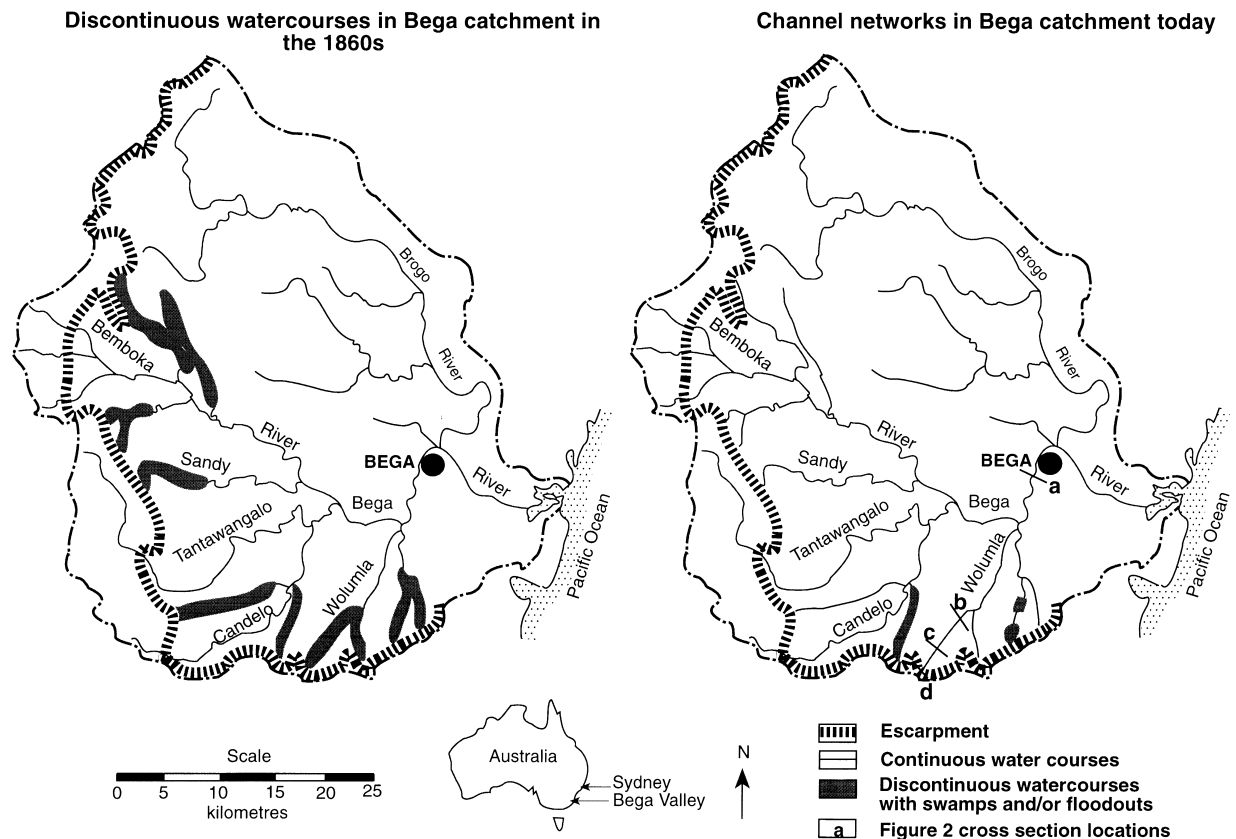 Discontinuous watercourses in Bega catchment in
the 1860s
Brogo
River
Bemboka
River
Sandy
BEGA
River
Bega
Tantawangalo
Wolumla
Candelo
Pacific Ocean
Channel networks in Bega catchment today
Brogo
River
Bemboka
River
Sandy
BEGA
a
River
Bega
Tantawangalo
Wolumla
Candelo
b
c
d
Pacific Ocean
Scale
0 5 10 15 20 25
kilometres
Australia
Sydney
Bega Valley
N
Escarpment
Continuous water courses
Discontinuous watercourses
with swamps and/or floodouts
a Figure 2 cross section locations